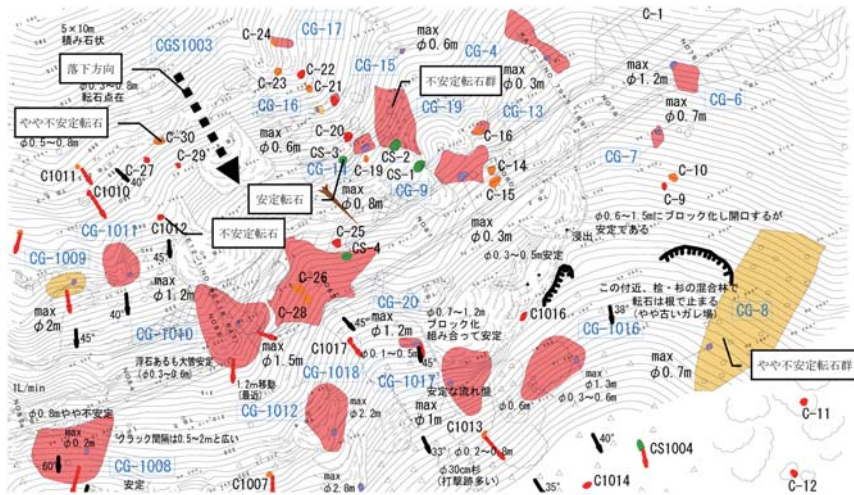 5×10m
積み石状
CGS1003
落下方向
φ0.3～0.8m
転石点在
やや不安定転石
φ0.5～0.8m
C-30
C-27
C-29
40°
C1011
C1010
CG-1011
C1012
不安定転石
安定転石
C-24
CG-17
C-22
C-23
C-21
CG-16
max
φ0.6m
C-20
CS-3
CG-14
C-19
max
φ0.6m
CG-15
不安定転石群
CG-19
CS-2
CS-1
CG-9
max
φ0.8m
CG-4
max
φ0.3m
CG-13
C-16
C-14
C-15
max
φ0.3m
C-1
max
φ1.2m
max
φ0.7m
CG-6
CG-7
C-10
C-9
φ0.6～1.5mにブロック化し開口するが
安定である
浸出
φ0.3～0.5m安定
この付近、桧・杉の混合林で
転石は根で止まる
(やや古いガレ場)
38°
CG-8
やや不安定転石群
max
φ0.7m
C-25
CS-4
C-26
C-28
CG-1009
max
φ2m
45°
max
φ1.2m
40°
45°
CG-1010
max
φ1.5m
浮石あるも大皆安定
(φ0.3～0.6m)
1.2m移動
(最近)
CG-20
φ0.7～1.2m
ブロック化
組み合って安定
45°
max
φ1.2m
C1017
φ0.1～0.5m
45°
CG-1018
CG-1017
安定な流れ盤
C1016
CG-1016
φ0.6m
max
φ1.3m
φ0.3～0.6m
CG-1012
max
φ2.2m
max
φ1m
1L/min
φ0.8mやや不安定
max
φ0.2m
クラック間隔は0.5～2mと広い
60°
CG-1008
安定
C1007
max
φ2.8m
33°
C1013
φ0.2～0.8m
φ30cm杉
(打撃跡多い)
35°
40°
C1014
CS1004
C-11
C-12